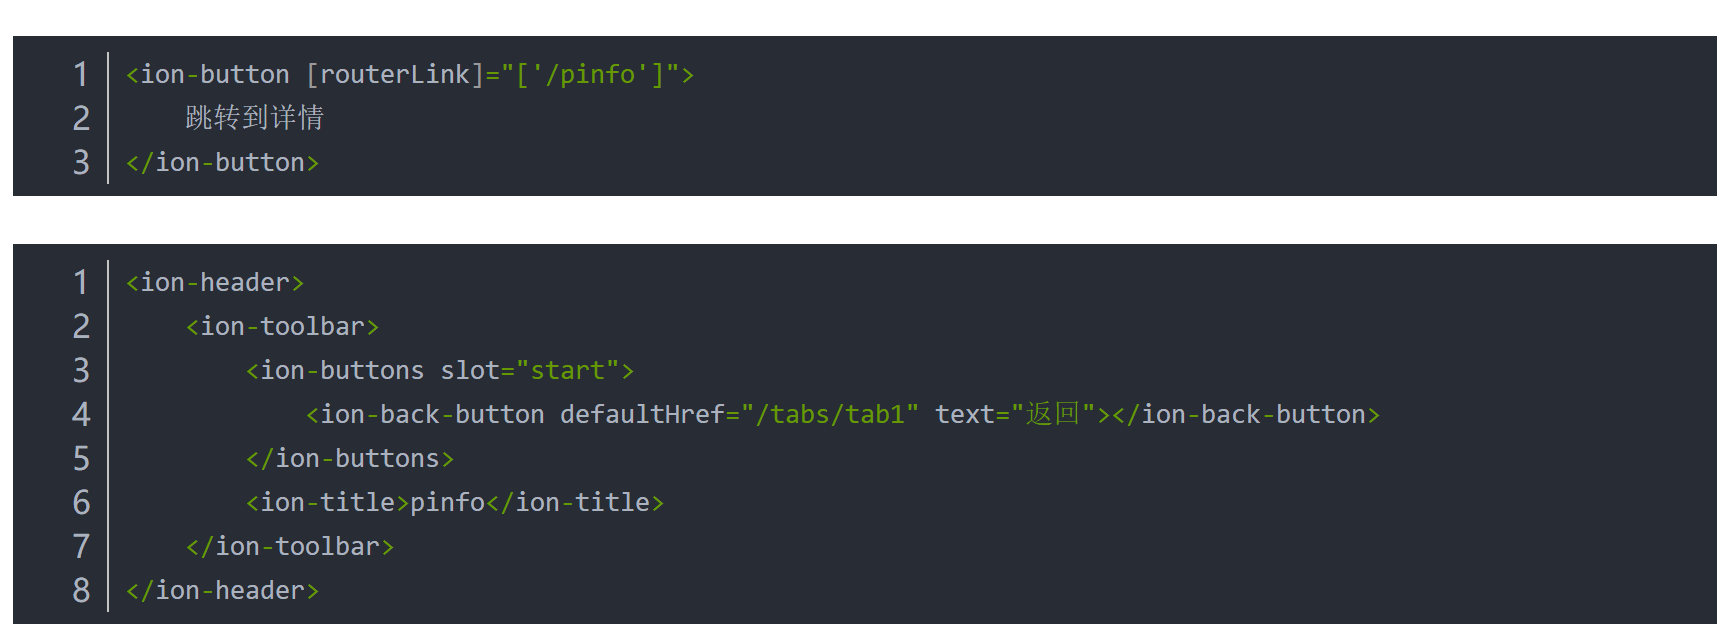 1 <ion-button [routerLink]="['/pinfo']">
2     跳转到详情
3 </ion-button>
1 <ion-header>
2     <ion-toolbar>
3         <ion-buttons slot="start">
4             <ion-back-button defaultHref="/tabs/tab1" text="返回"></ion-back-button>
5         </ion-buttons>
6         <ion-title>pinfo</ion-title>
7     </ion-toolbar>
8 </ion-header>